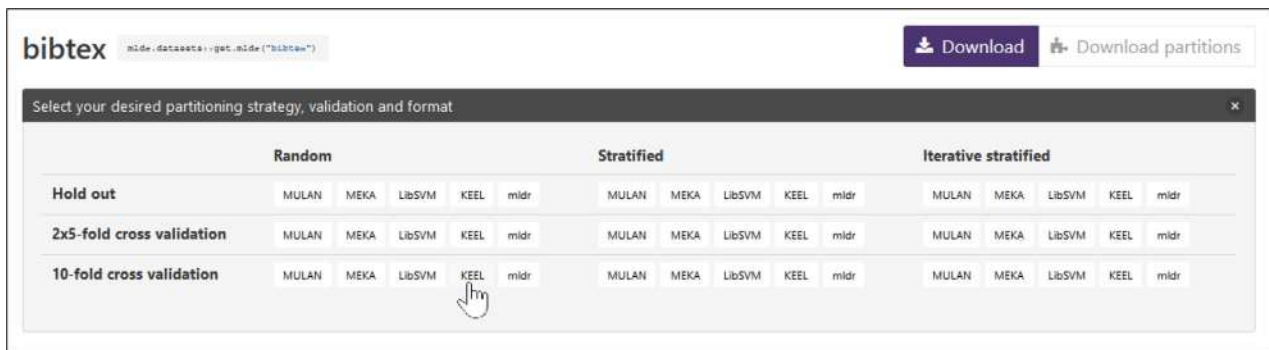 bibtex mldr.datasets::get.mldr("bibtex") Download Download partitions
Select your desired partitioning strategy, validation and format ×
Random Stratified Iterative stratified
Hold out MULAN MEKA LibSVM KEEL mldr MULAN MEKA LibSVM KEEL mldr MULAN MEKA LibSVM KEEL mldr
2x5-fold cross validation MULAN MEKA LibSVM KEEL mldr MULAN MEKA LibSVM KEEL mldr MULAN MEKA LibSVM KEEL mldr
10-fold cross validation MULAN MEKA LibSVM KEEL mldr MULAN MEKA LibSVM KEEL mldr MULAN MEKA LibSVM KEEL mldr